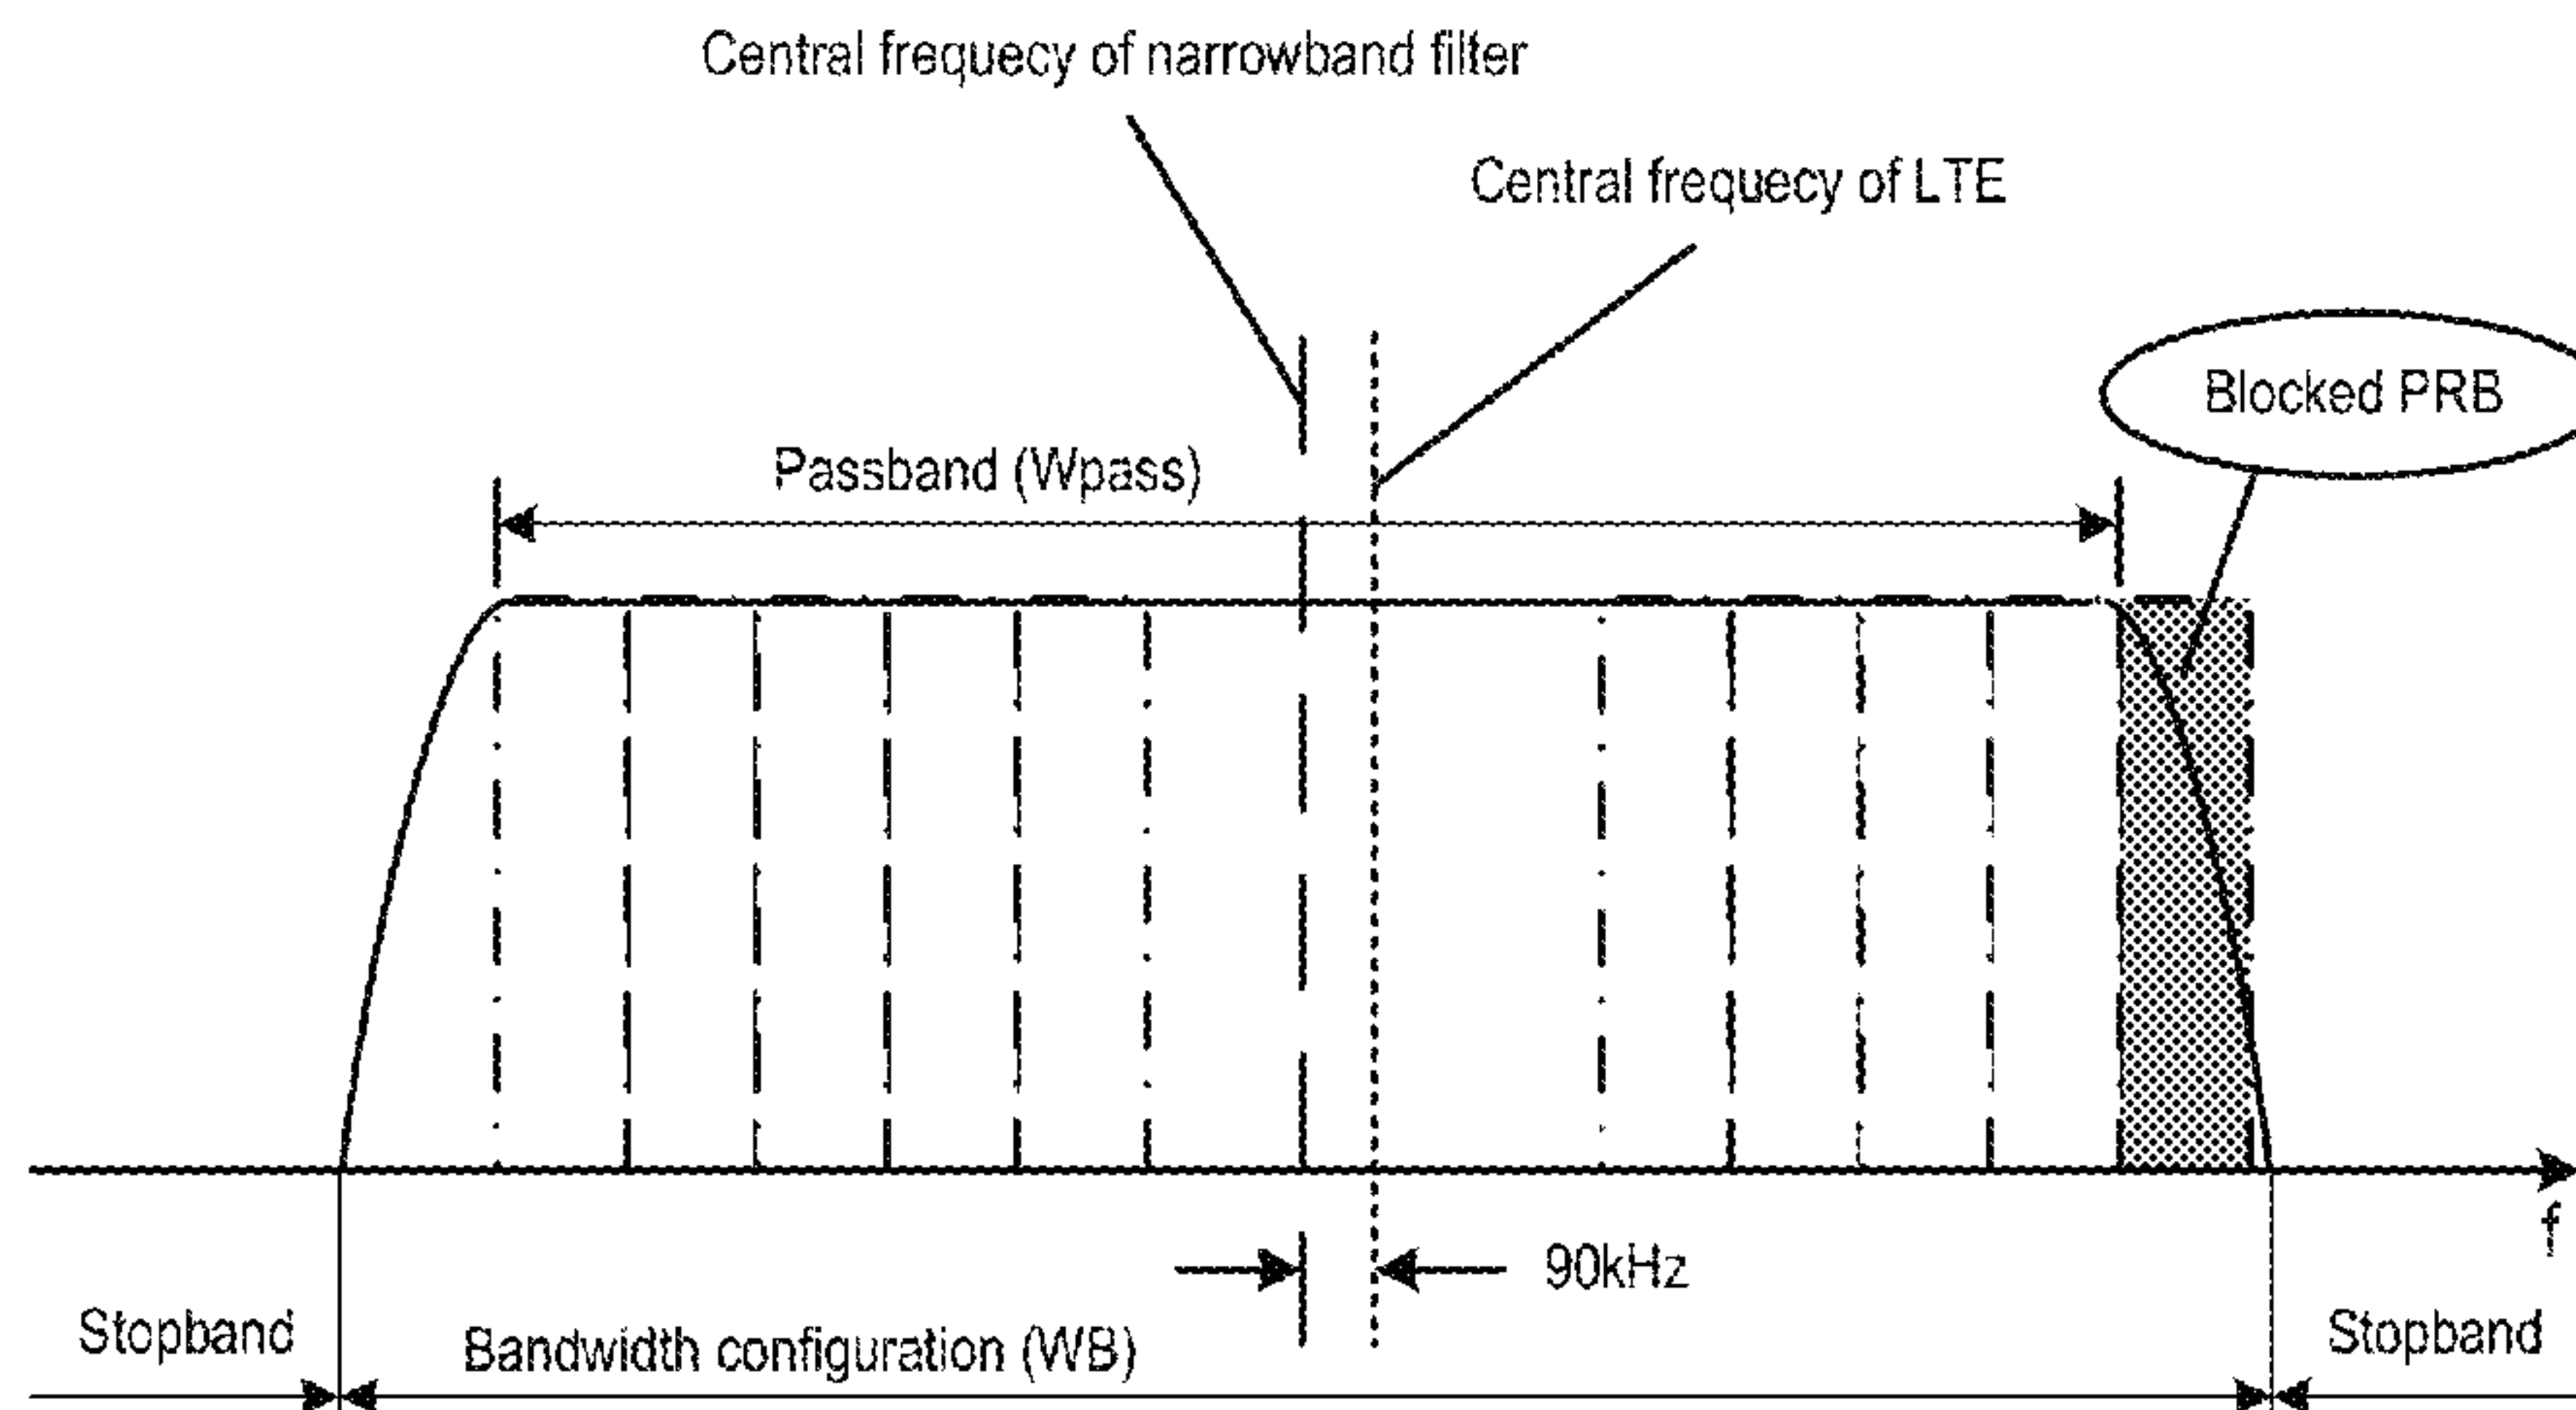 Central frequecy of narrowband filter
Central frequecy of LTE
Blocked PRB
Passband (Wpass)
f
90kHz
Stopband
Bandwidth configuration (WB)
Stopband